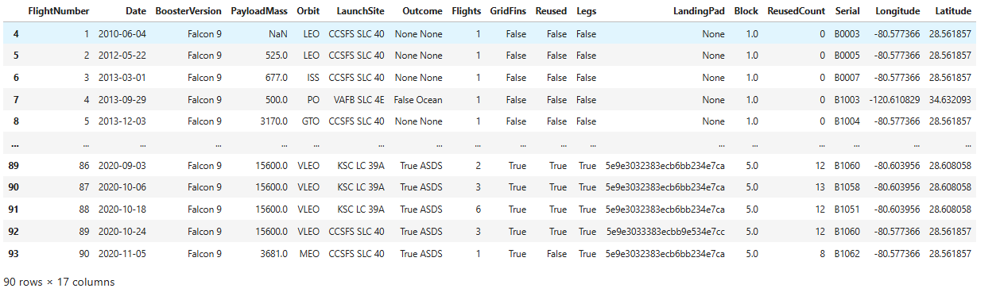 FlightNumber Date BoosterVersion PayloadMass Orbit LaunchSite Outcome Flights GridFins Reused Legs LandingPad Block ReusedCount Serial Longitude Latitude
4 1 2010-06-04 Falcon 9 NaN LEO CCSFS SLC 40 None None 1 False False False None 1.0 0 B0003 -80.577366 28.561857
5 2 2012-05-22 Falcon 9 525.0 LEO CCSFS SLC 40 None None 1 False False False None 1.0 0 B0005 -80.577366 28.561857
6 3 2013-03-01 Falcon 9 677.0 ISS CCSFS SLC 40 None None 1 False False False None 1.0 0 B0007 -80.577366 28.561857
7 4 2013-09-29 Falcon 9 500.0 PO VAFB SLC 4E False Ocean 1 False False False None 1.0 0 B1003 -120.610829 34.632093
8 5 2013-12-03 Falcon 9 3170.0 GTO CCSFS SLC 40 None None 1 False False False None 1.0 0 B1004 -80.577366 28.561857
... ... ... ... ... ... ... ... ... ... ... ... ... ... ... ... ... ...
89 86 2020-09-03 Falcon 9 15600.0 VLEO KSC LC 39A True ASDS 2 True True True 5e9e3032383ecb6bb234e7ca 5.0 12 B1060 -80.603956 28.608058
90 87 2020-10-06 Falcon 9 15600.0 VLEO KSC LC 39A True ASDS 3 True True True 5e9e3032383ecb6bb234e7ca 5.0 13 B1058 -80.603956 28.608058
91 88 2020-10-18 Falcon 9 15600.0 VLEO KSC LC 39A True ASDS 6 True True True 5e9e3032383ecb6bb234e7ca 5.0 12 B1051 -80.603956 28.608058
92 89 2020-10-24 Falcon 9 15600.0 VLEO CCSFS SLC 40 True ASDS 3 True True True 5e9e3033383ecbb9e534e7cc 5.0 12 B1060 -80.577366 28.561857
93 90 2020-11-05 Falcon 9 3681.0 MEO CCSFS SLC 40 True ASDS 1 True False True 5e9e3032383ecb6bb234e7ca 5.0 8 B1062 -80.577366 28.561857
90 rows × 17 columns